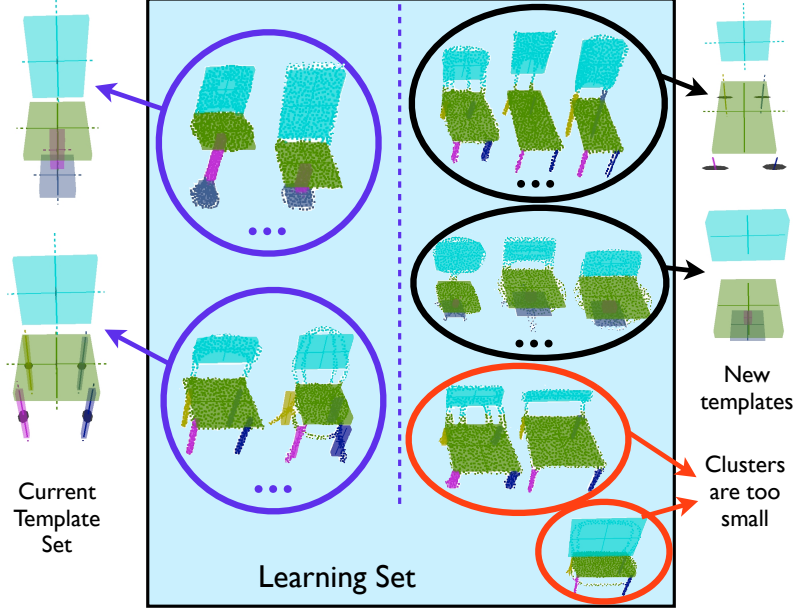 New
templates
Clusters
are too
small
Current
Template
Set
Learning Set